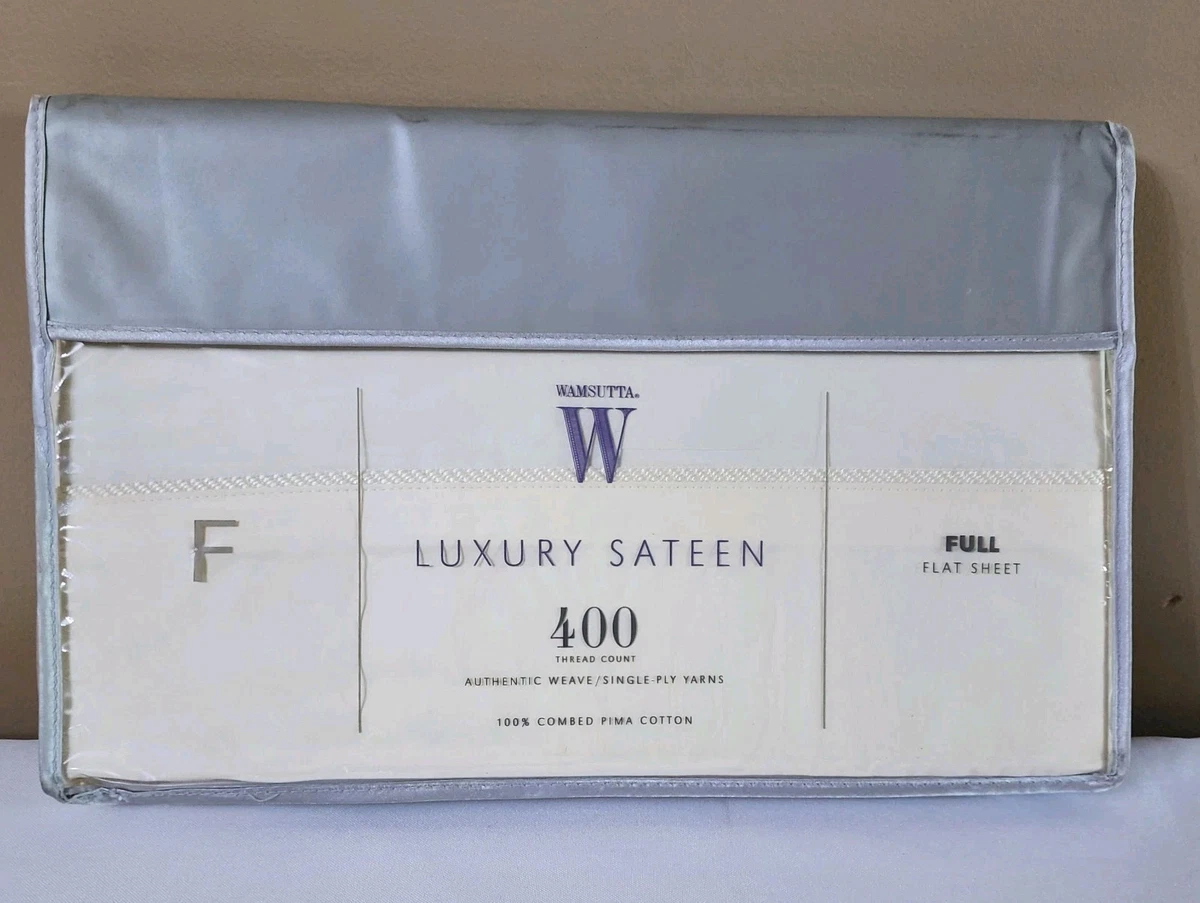 WAMSUTTA®
W
F
LUXURY SATEEN
FULL
FLAT SHEET
400
THREAD COUNT
AUTHENTIC WEAVE/SINGLE-PLY YARNS
100% COMBED PIMA COTTON